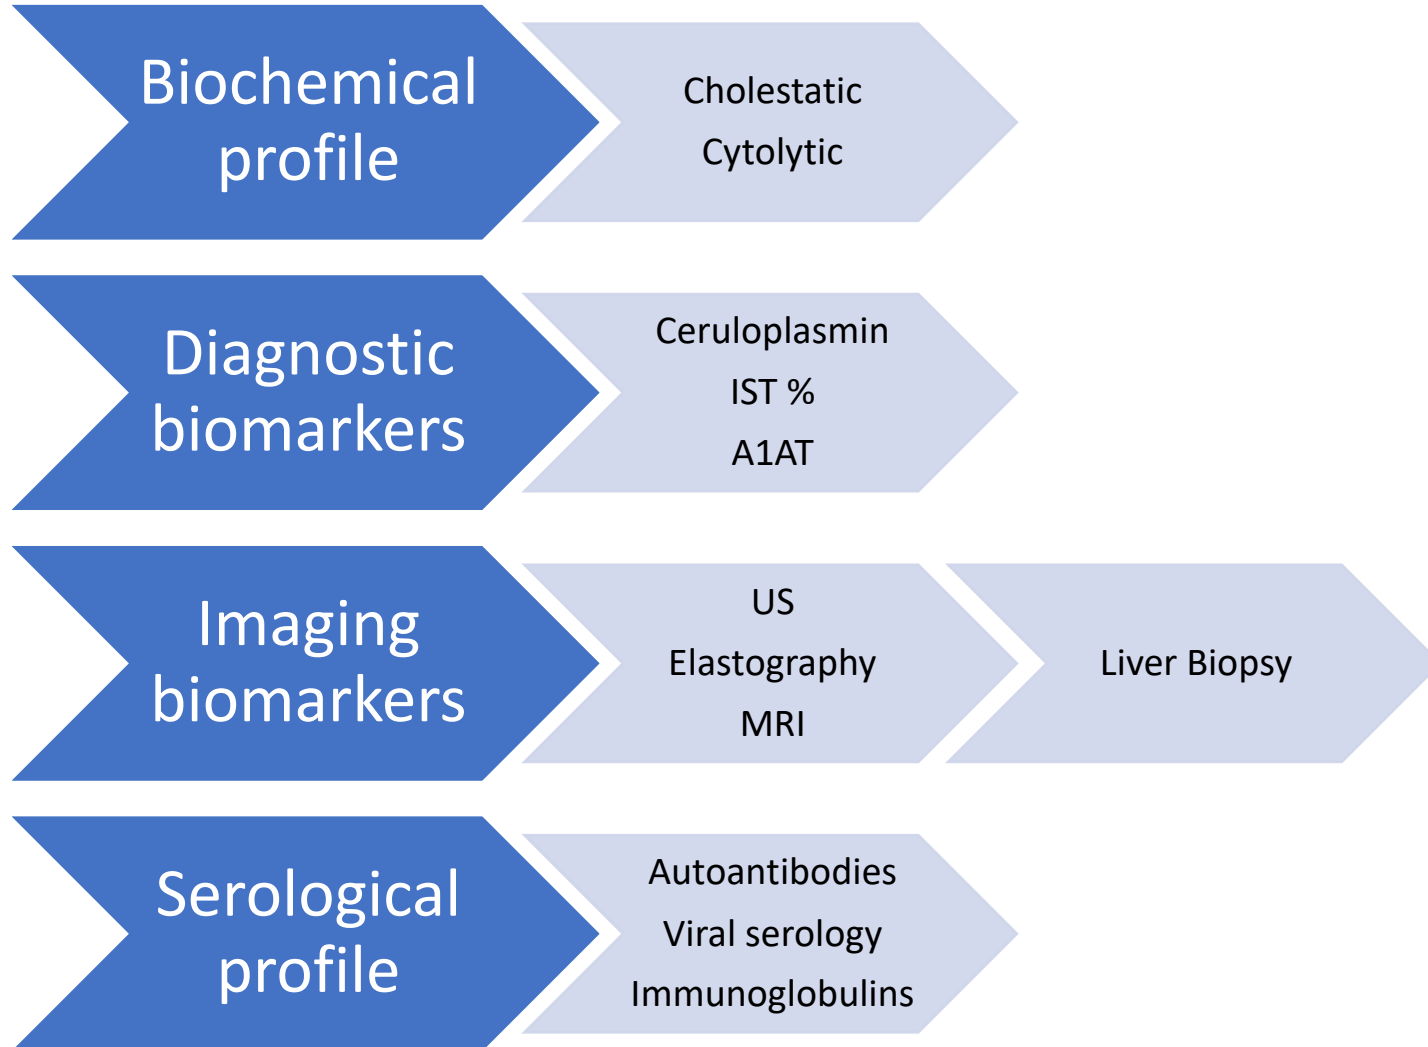 Biochemical
profile
Cholestatic
Cytolytic
Diagnostic
biomarkers
Ceruloplasmin
IST %
A1AT
Imaging
biomarkers
US
Elastography
MRI
Liver Biopsy
Serological
profile
Autoantibodies
Viral serology
Immunoglobulins